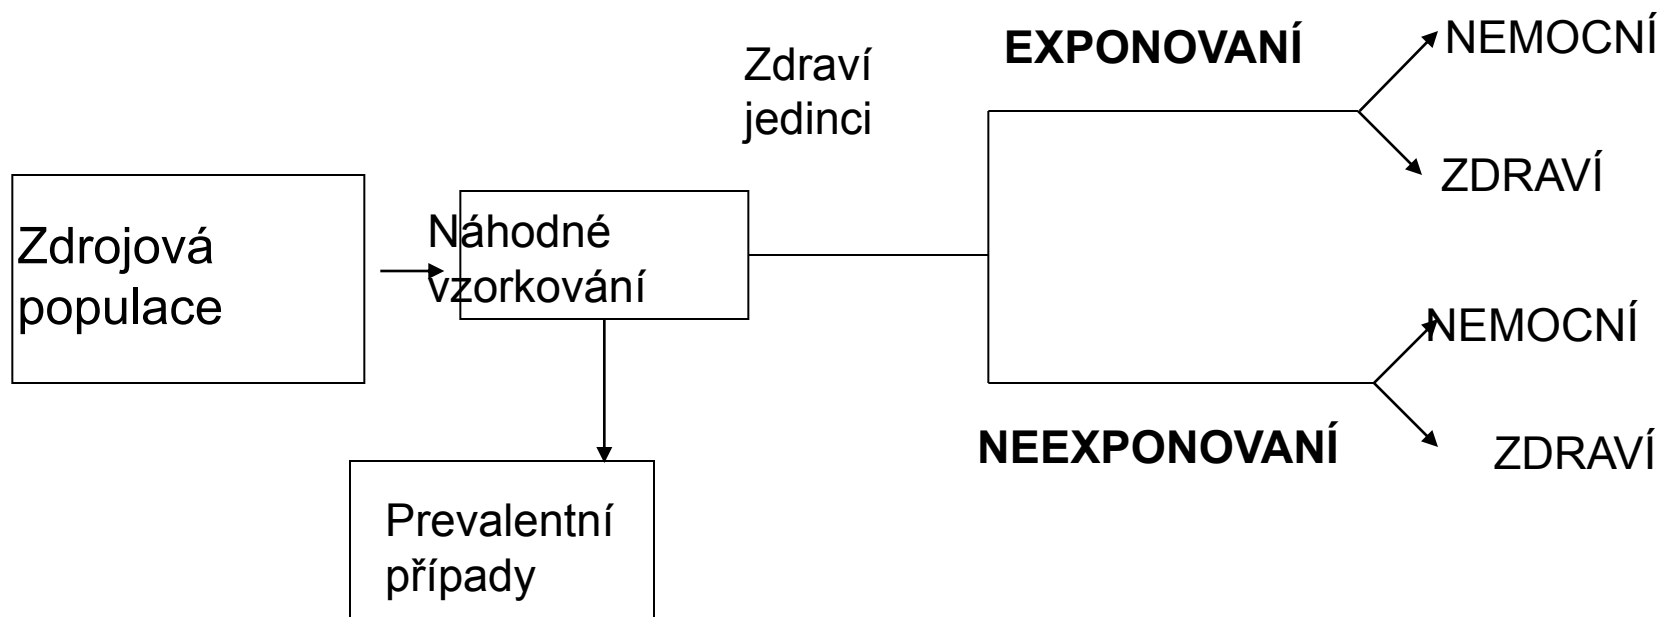 Zdrojová
populace
Náhodné
vzorkování
Prevalentní
případy
Zdraví
jedinci
EXPONOVANÍ
NEMOCNÍ
ZDRAVÍ
NEEXPONOVANÍ
NEMOCNÍ
ZDRAVÍ